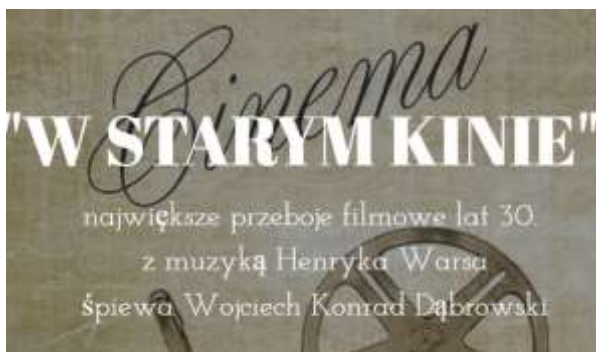 Cinema
"W STARYM KINIE"
największe przeboje filmowe lat 30.
z muzyką Henryka Warsa
śpiewa Wojciech Konrad Dąbrowski